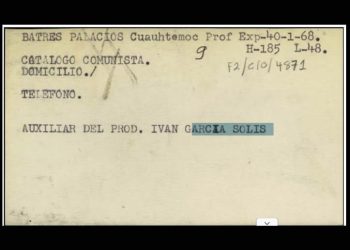 BATRES PALACIOS Cuauhtemoc Prof Exp-40-1-68.
9 H-185 L-48.
CATALOGO COMUNISTA. F2/C10/4871
DOMICILIO./
TELEFONO.
AUXILIAR DEL PROD. IVAN GARCIA SOLIS